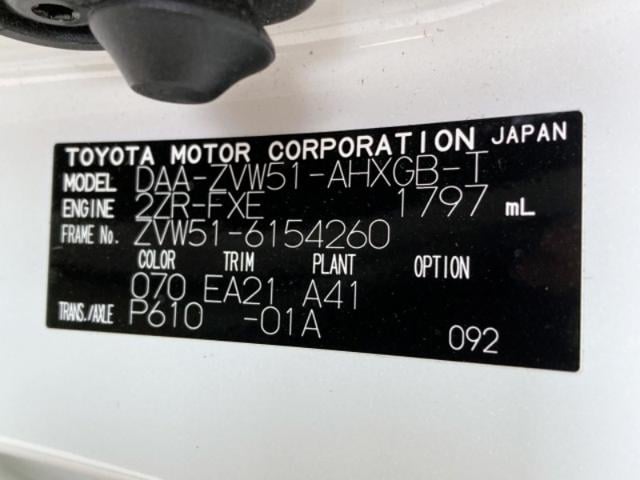 TOYOTA MOTOR CORPORATION JAPAN
MODEL DAA-ZVW51-AHXGB-T
ENGINE 2ZR-FXE 1797 mL
FRAME No. ZVW51-6154260
COLOR TRIM PLANT OPTION
070 EA21 A41
TRANS./AXLE P610 -01A
092